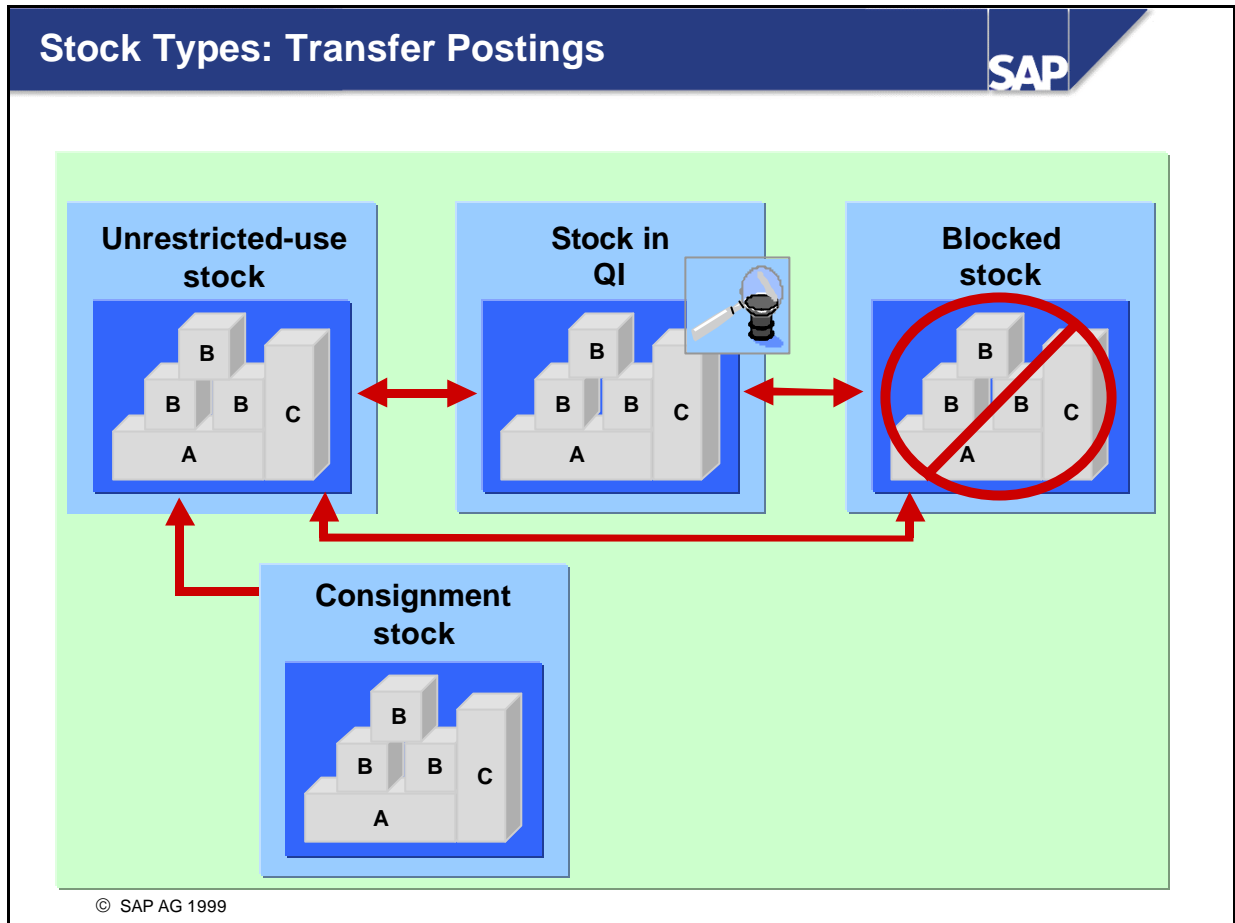 Stock Types: Transfer Postings
SAP
Unrestricted-use
stock
B
B B
C
A
Stock in
QI
B
B B
C
A
Blocked
stock
B
B B
C
A
Consignment
stock
B
B B
C
A
© SAP AG 1999